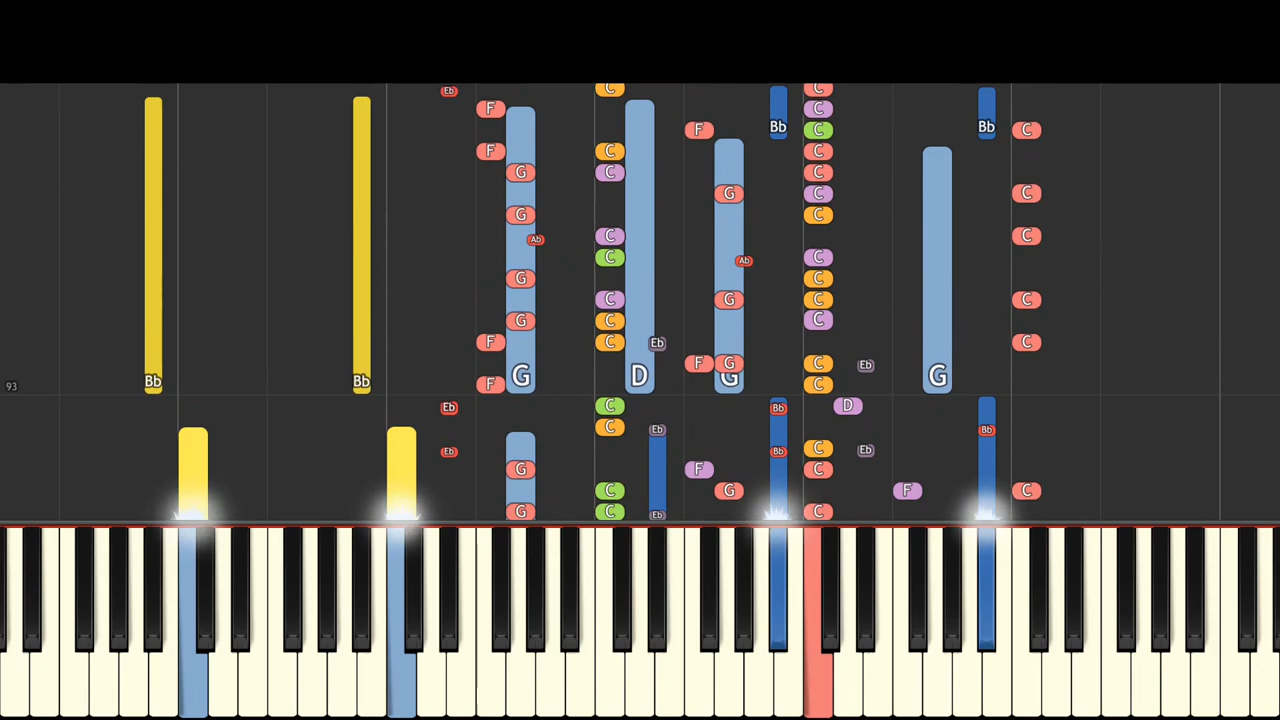 Eb C C
F F Bb C Bb
F C C F C
F C C
G C C
G C
G C C
G C
Ab C C
C C Ab C
G C
C C G C C
G C C
F C Eb F G C Eb C
Bb Bb G D G C G
93 F
Eb C Bb D
C Eb Bb
Eb Bb C Eb
G F C
C G F C
G C Eb C